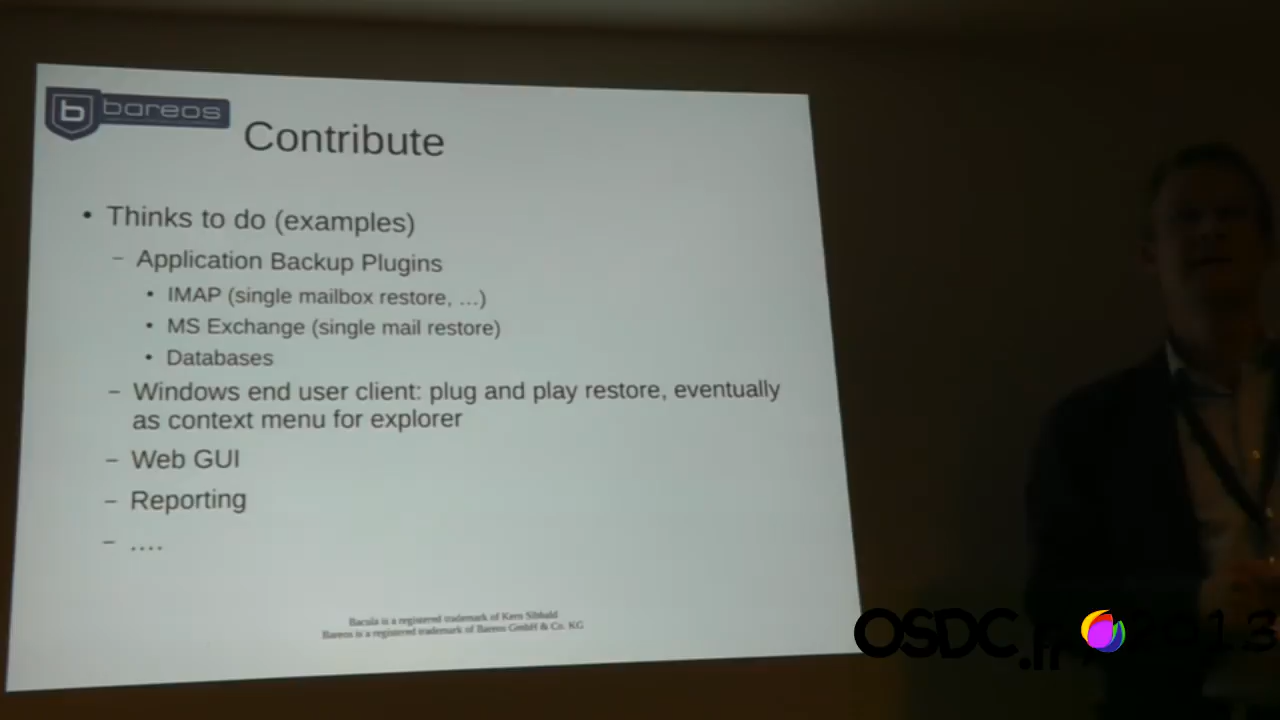 b bareos
Contribute
• Thinks to do (examples)
– Application Backup Plugins
• IMAP (single mailbox restore, …)
• MS Exchange (single mail restore)
• Databases
– Windows end user client: plug and play restore, eventually
as context menu for explorer
– Web GUI
– Reporting
– ....
Bacula is a registered trademark of Kern Sibbald
Bareos is a registered trademark of Bareos GmbH & Co. KG
OSDC.fr 13